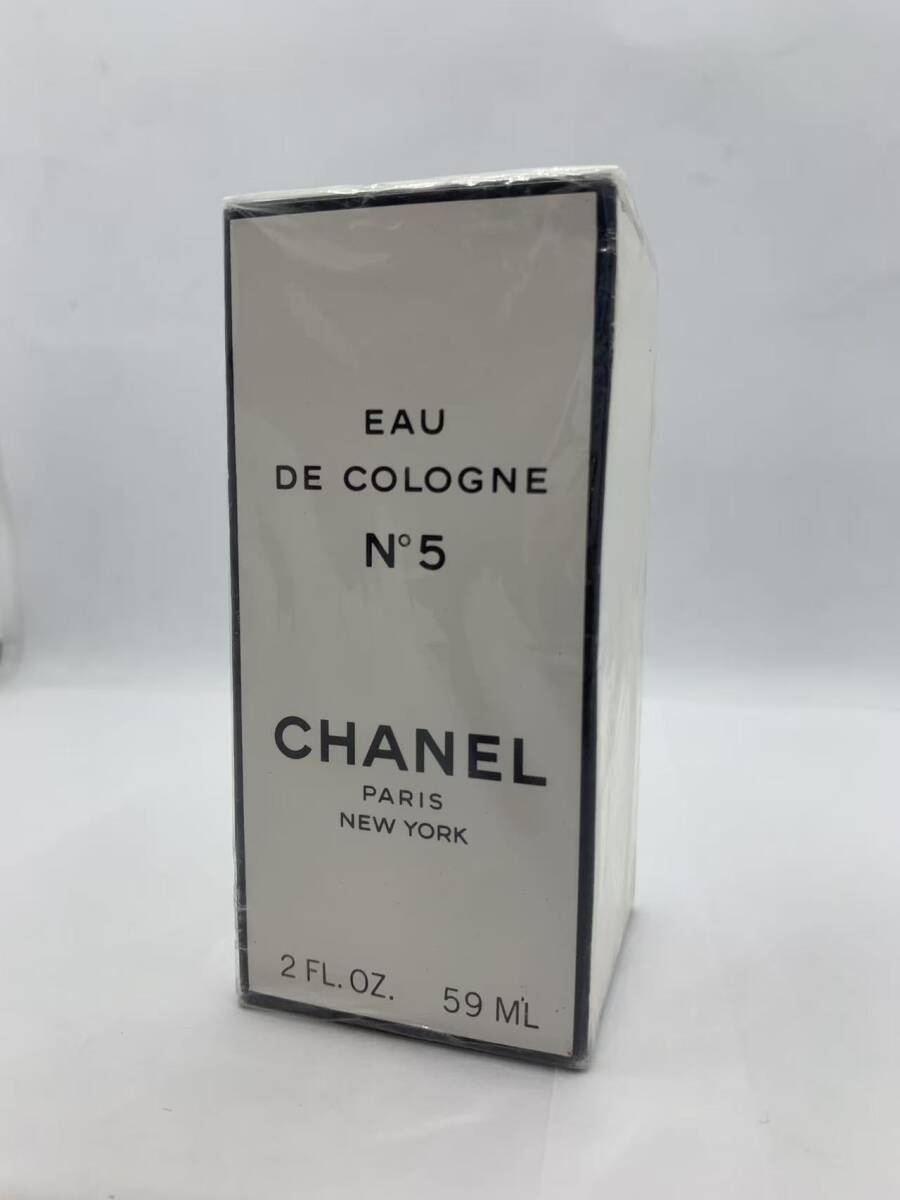 EAU
DE COLOGNE
N°5
CHANEL
PARIS
NEW YORK
2 FL. OZ. 59 ML